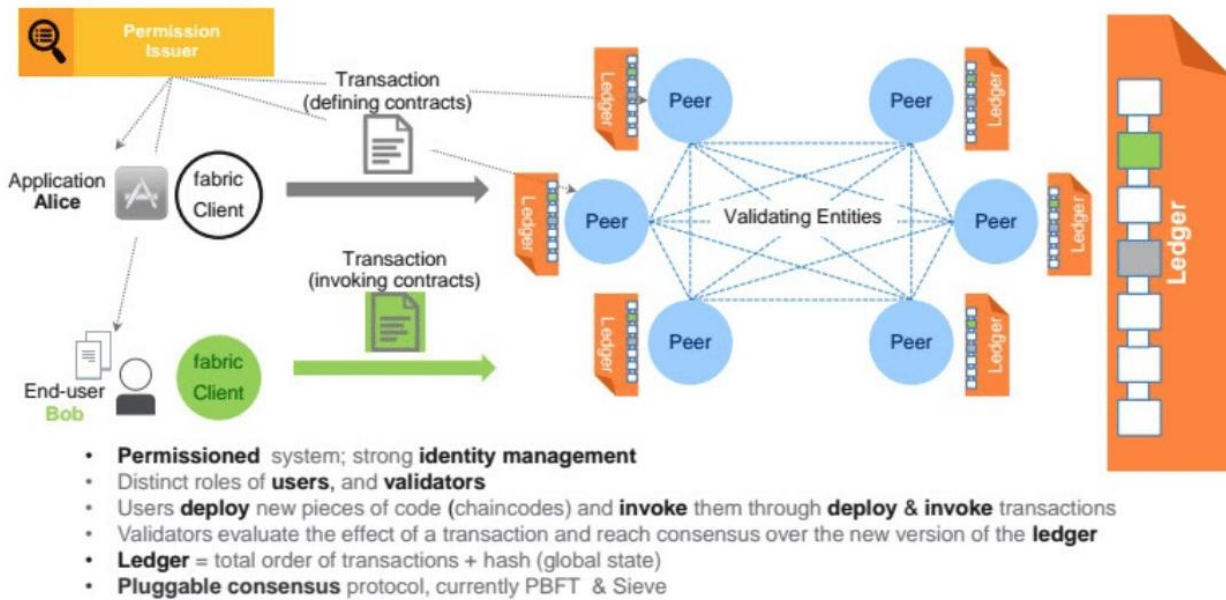 Permission
Issuer
Transaction
(defining contracts)
Application
Alice
fabric
Client
Transaction
(invoking contracts)
End-user
Bob
fabric
Client
Ledger
Peer
Peer
Ledger
Ledger
Peer
Validating Entities
Peer
Ledger
Ledger
Peer
Peer
Ledger
Ledger
• Permissioned system; strong identity management
• Distinct roles of users, and validators
• Users deploy new pieces of code (chaincodes) and invoke them through deploy & invoke transactions
• Validators evaluate the effect of a transaction and reach consensus over the new version of the ledger
• Ledger = total order of transactions + hash (global state)
• Pluggable consensus protocol, currently PBFT & Sieve